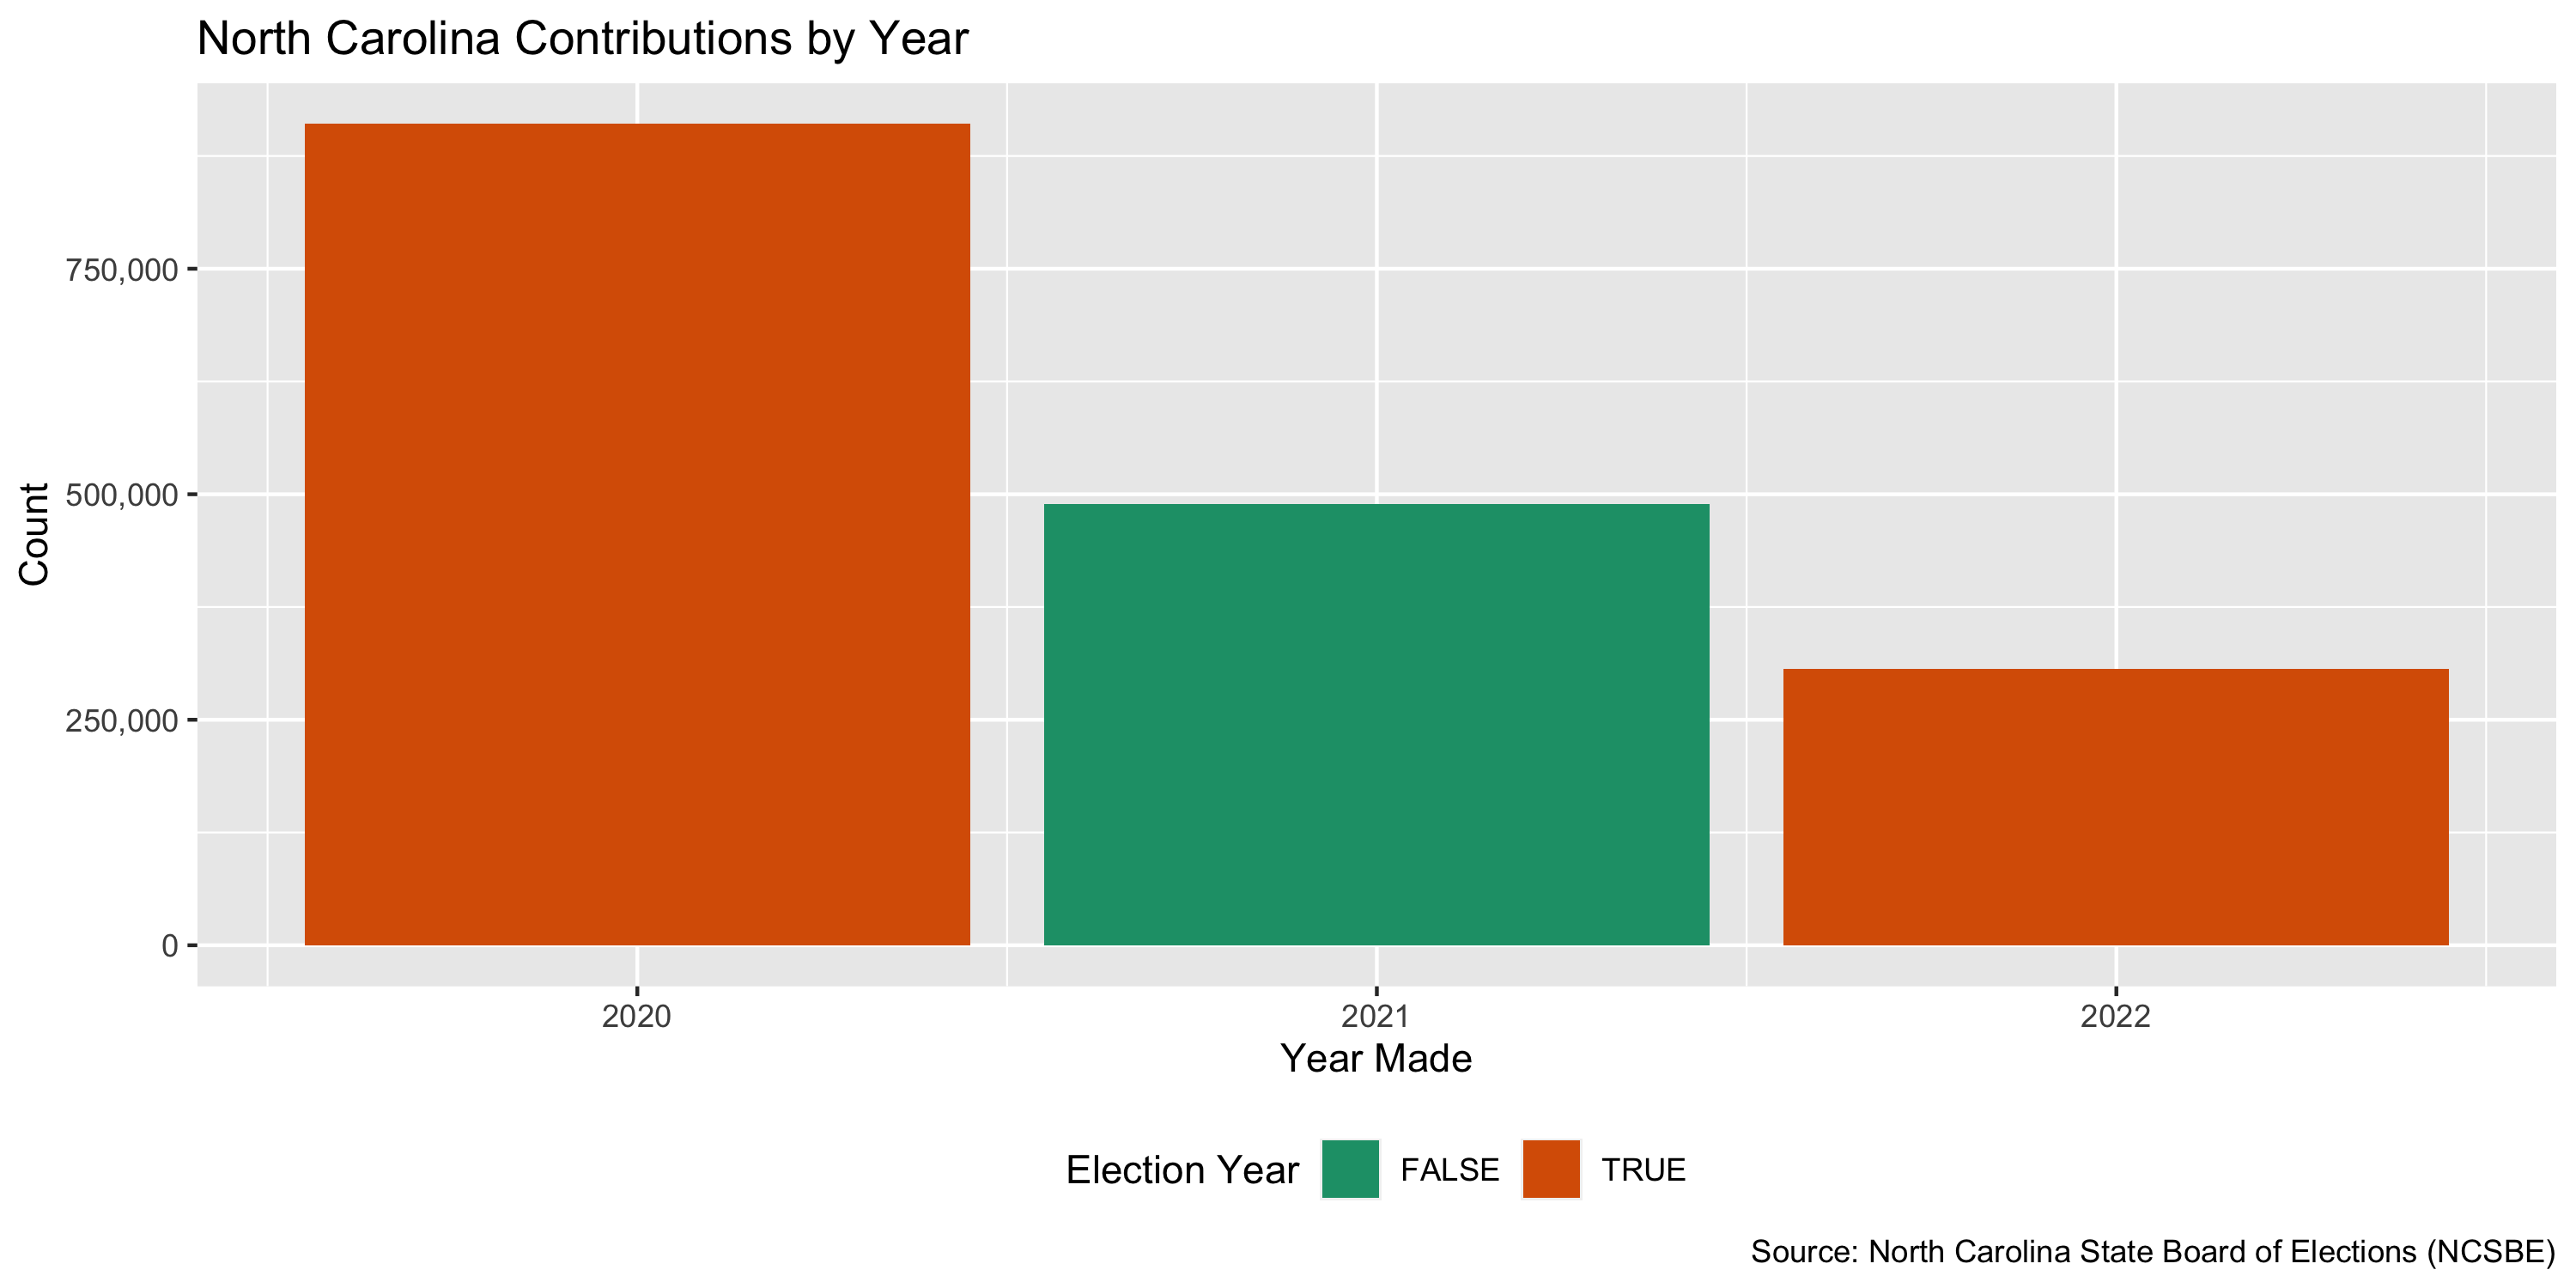 North Carolina Contributions by Year
Count
750,000
500,000
250,000
0
2020 2021 2022
Year Made
Election Year FALSE TRUE
Source: North Carolina State Board of Elections (NCSBE)